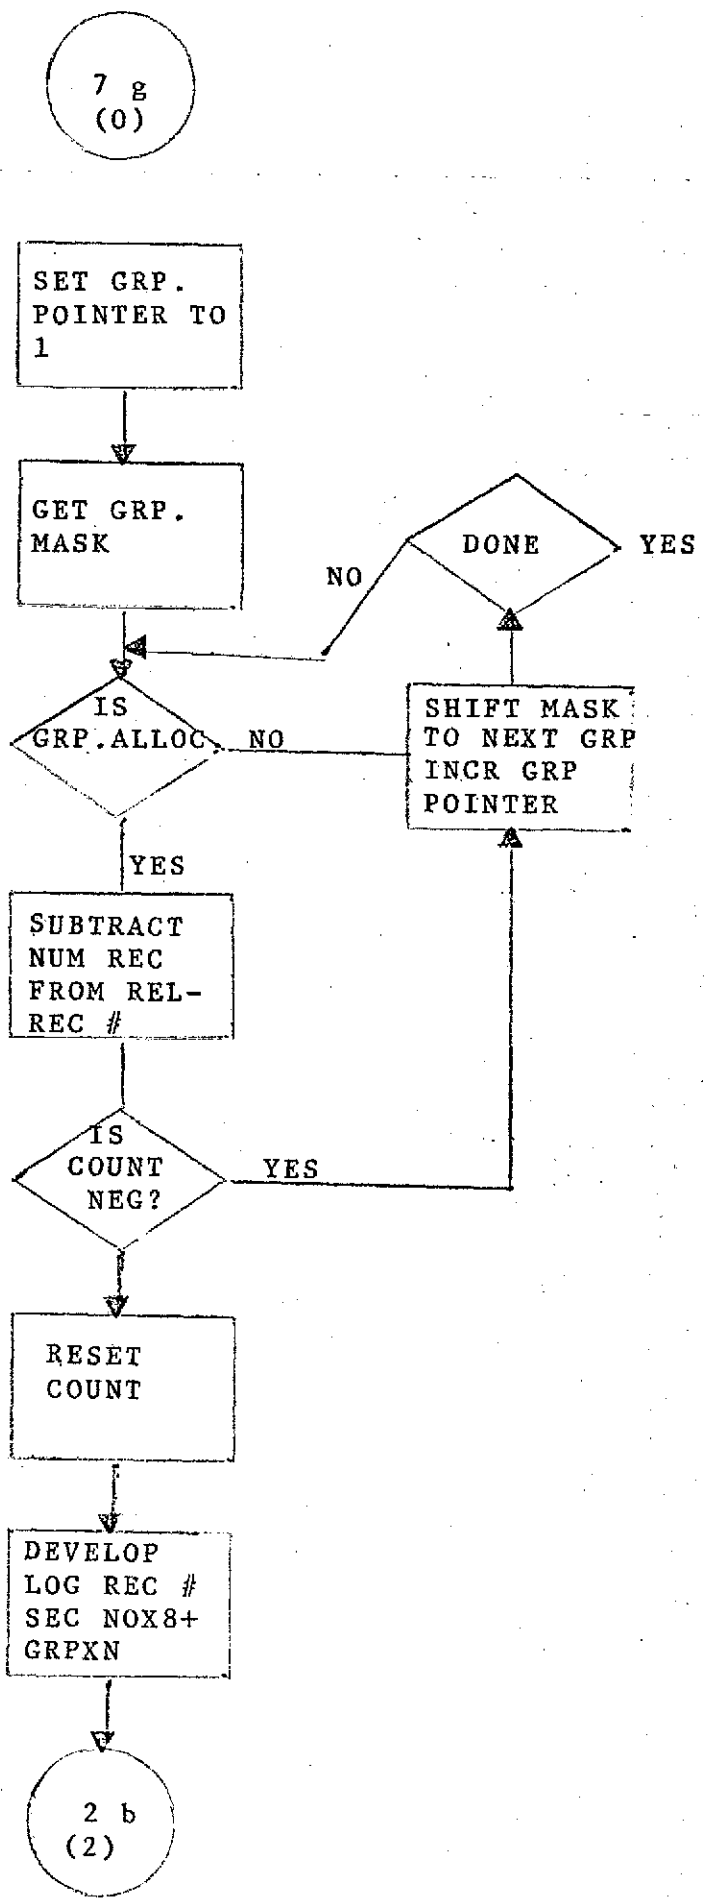 7 g
(0)
SET GRP.
POINTER TO
1
GET GRP.
MASK
DONE
YES
NO
IS
GRP.ALLOC
NO
SHIFT MASK
TO NEXT GRP
INCR GRP
POINTER
YES
SUBTRACT
NUM REC
FROM REL-
REC #
IS
COUNT
NEG?
YES
RESET
COUNT
DEVELOP
LOG REC #
SEC NOX8+
GRPXN
2 b
(2)